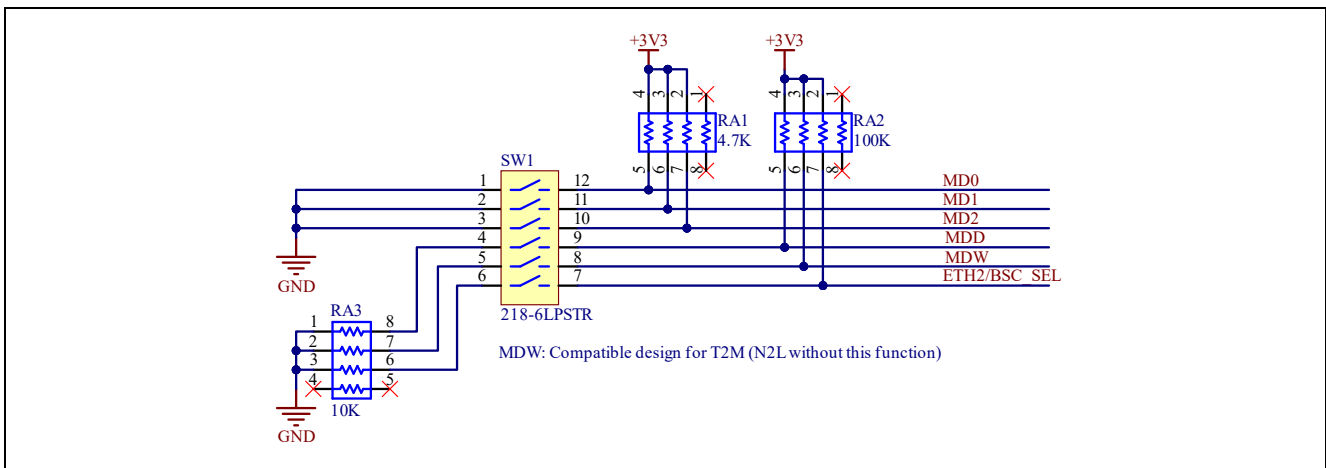 +3V3 +3V3
4 3 2 1 4 3 2 1
RA1 RA2
4.7K 100K
5 6 7 8 5 6 7 8
SW1
1 12 MD0
2 11 MD1
3 10 MD2
4 9 MDD
5 8 MDW
6 7 ETH2/BSC_SEL
GND
218-6LPSTR
RA3
1 8
2 7
3 6
4 5
10K
GND
MDW: Compatible design for T2M (N2L without this function)